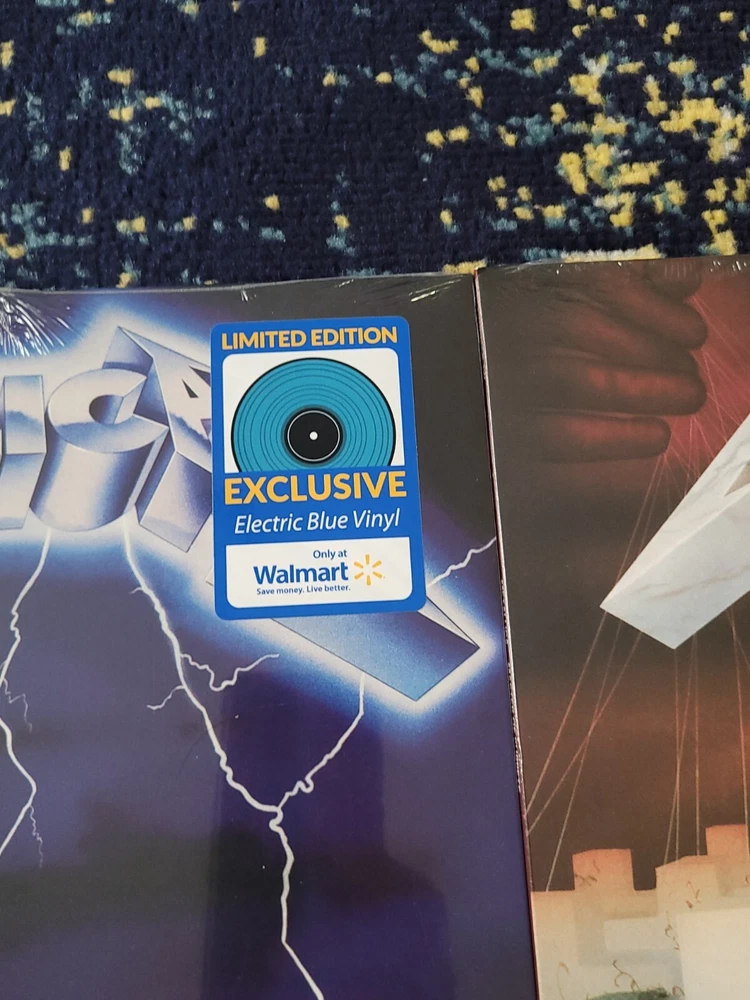 LIMITED EDITION
EXCLUSIVE
Electric Blue Vinyl
Only at
Walmart
Save money. Live better.